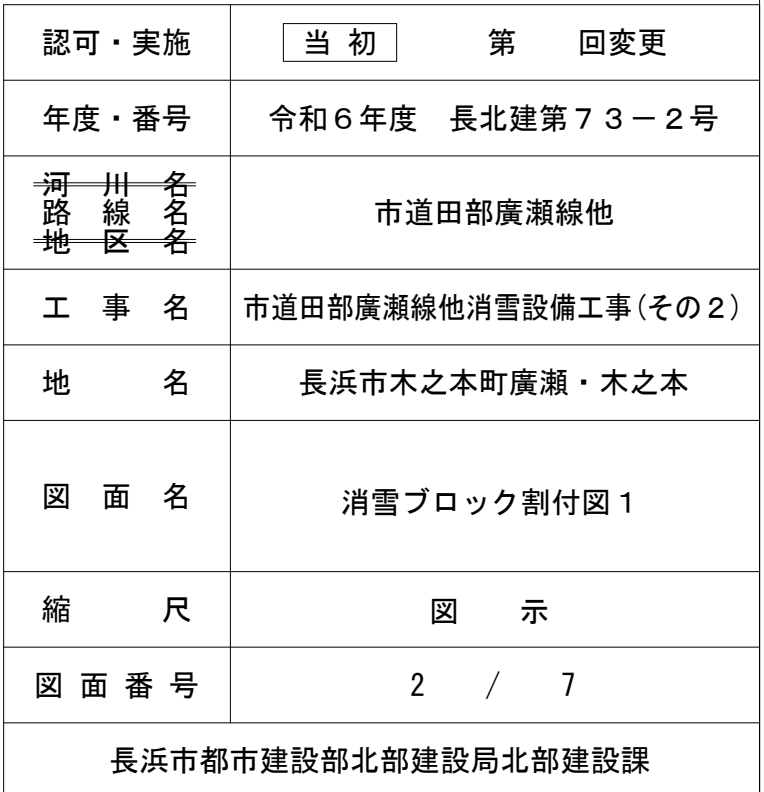 認可・実施 当初 第 回変更
年度・番号 令和６年度 長北建第７３－２号
河川名
路線名 市道田部廣瀬線他
地区名
工事名 市道田部廣瀬線他消雪設備工事(その２)
地名 長浜市木之本町廣瀬・木之本
図面名 消雪ブロック割付図１
縮尺 図示
図面番号 2 / 7
長浜市都市建設部北部建設局北部建設課